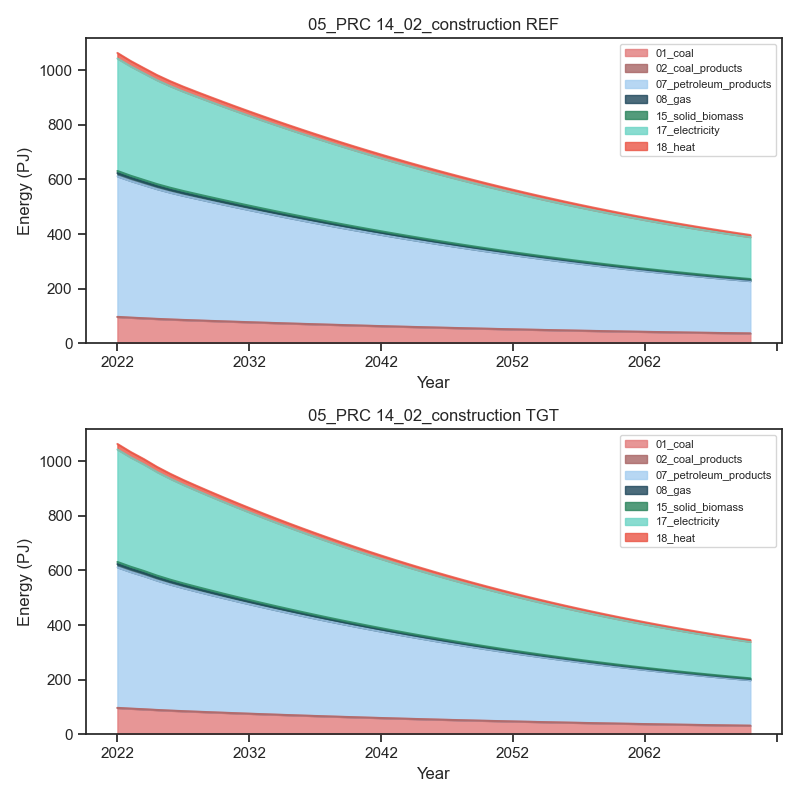 05_PRC 14_02_construction REF
Energy (PJ)
1000
800
600
400
200
0
01_coal
02_coal_products
07_petroleum_products
08_gas
15_solid_biomass
17_electricity
18_heat
2022 2032 2042 2052 2062
Year
05_PRC 14_02_construction TGT
Energy (PJ)
1000
800
600
400
200
0
01_coal
02_coal_products
07_petroleum_products
08_gas
15_solid_biomass
17_electricity
18_heat
2022 2032 2042 2052 2062
Year